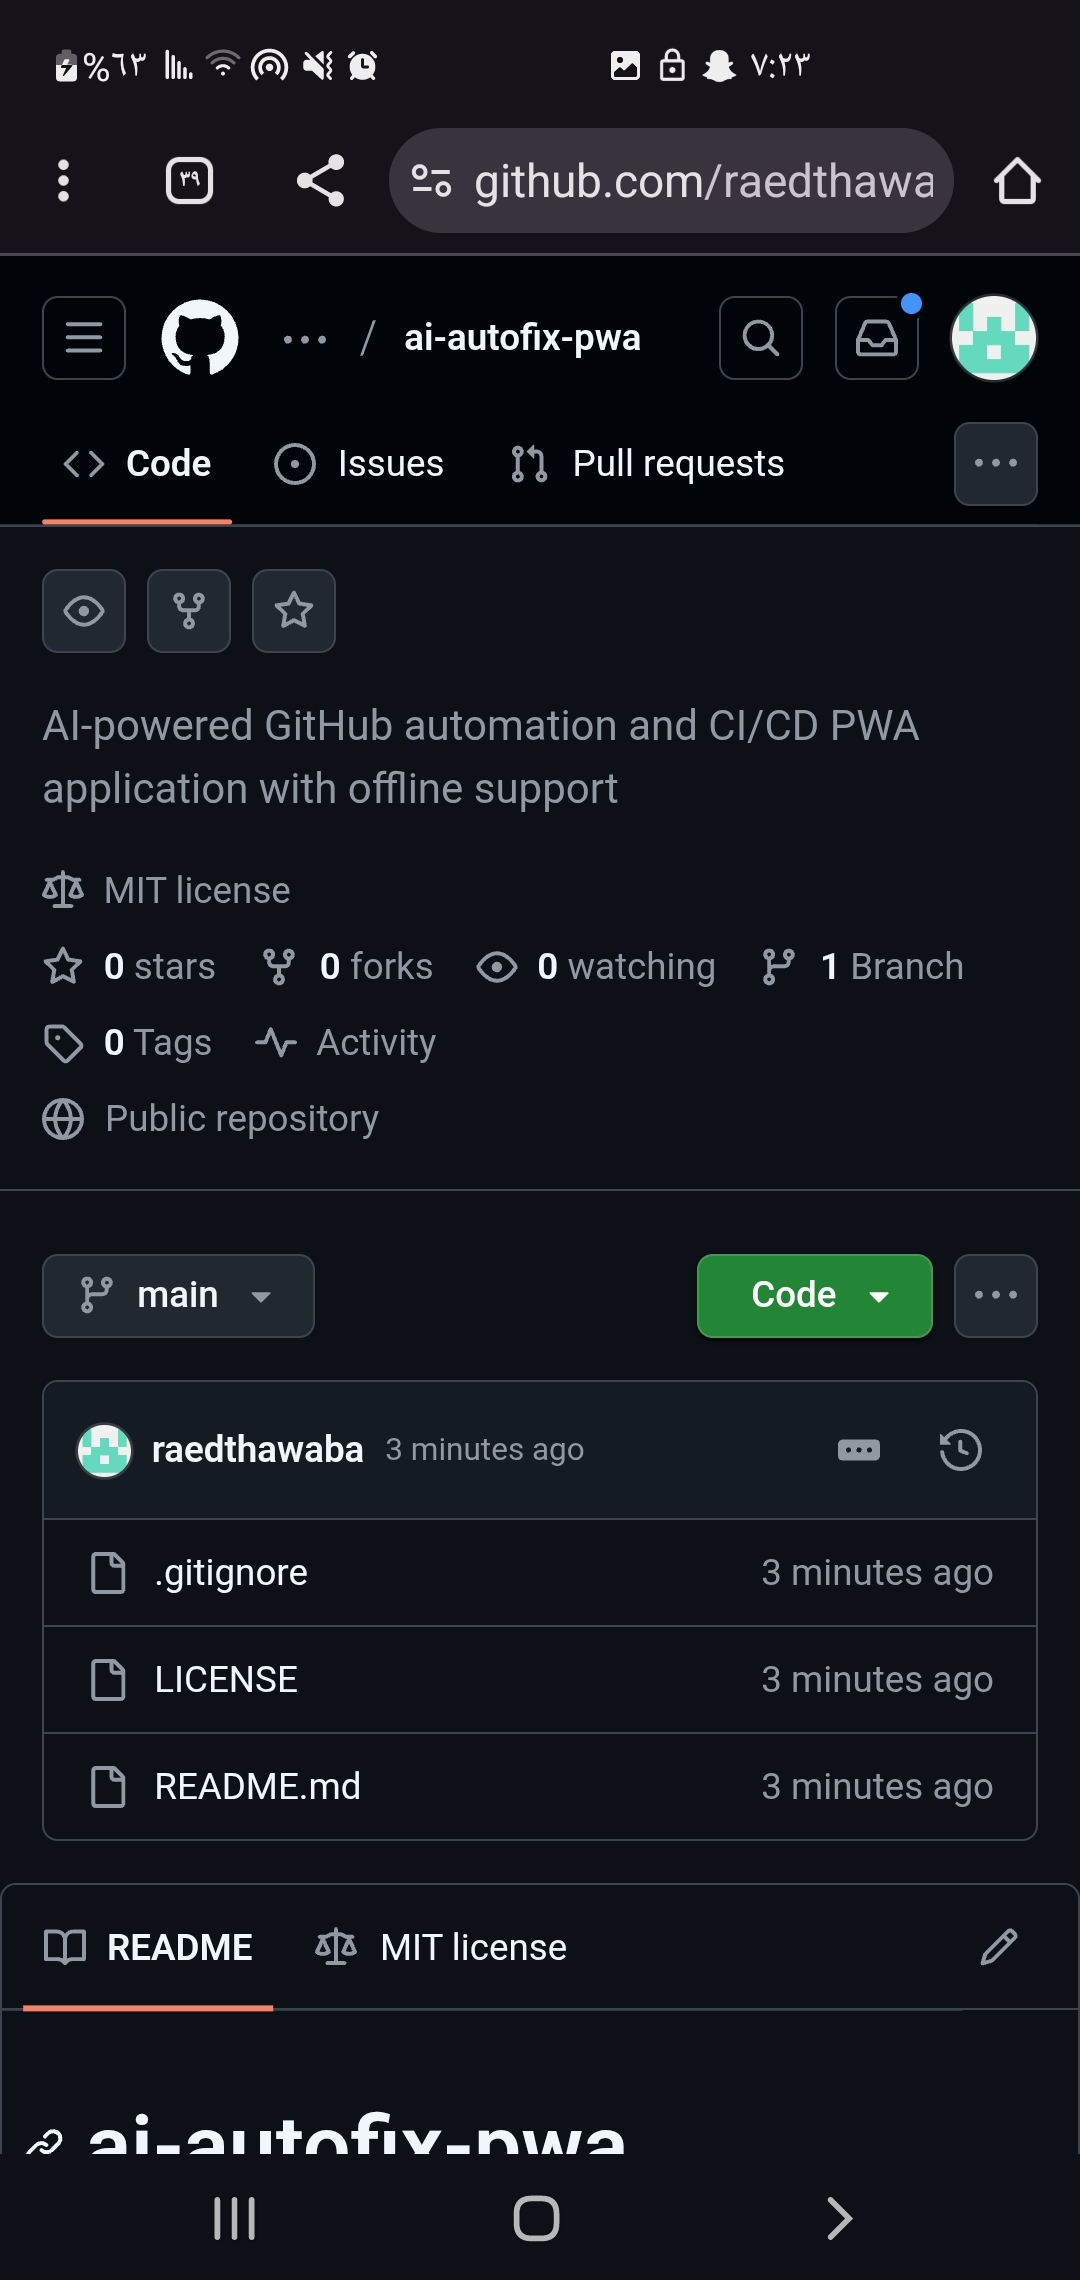 %٦٣ ٧:٢٣
٣٩ github.com/raedthawa
ai-autofix-pwa
Code Issues Pull requests
AI-powered GitHub automation and CI/CD PWA
application with offline support
MIT license
0 stars 0 forks 0 watching 1 Branch
0 Tags Activity
Public repository
main Code
raedthawaba 3 minutes ago
.gitignore 3 minutes ago
LICENSE 3 minutes ago
README.md 3 minutes ago
README MIT license
ai-autofix-pwa